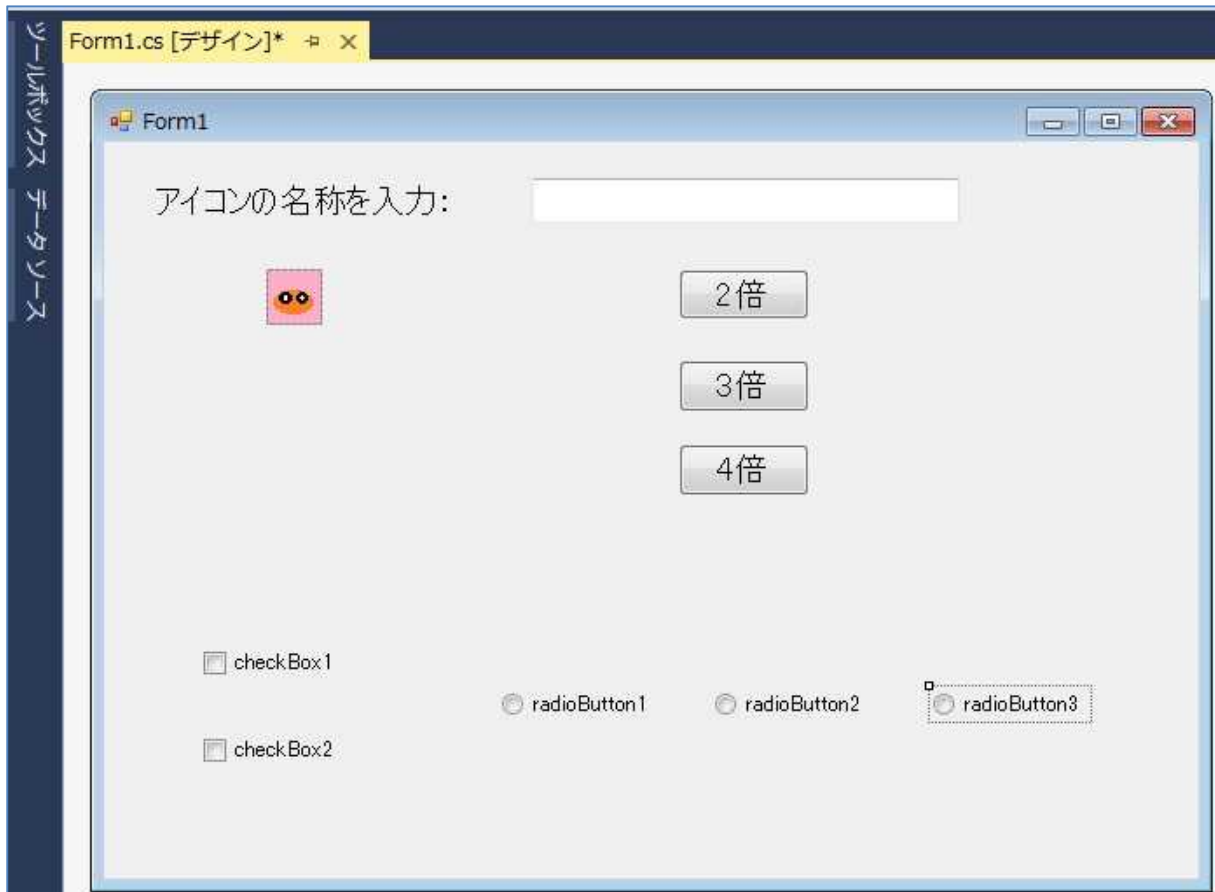 ツールボックス
データ ソース
Form1.cs [デザイン]*
Form1
アイコンの名称を入力:
２倍
３倍
４倍
checkBox1
radioButton1
radioButton2
radioButton3
checkBox2